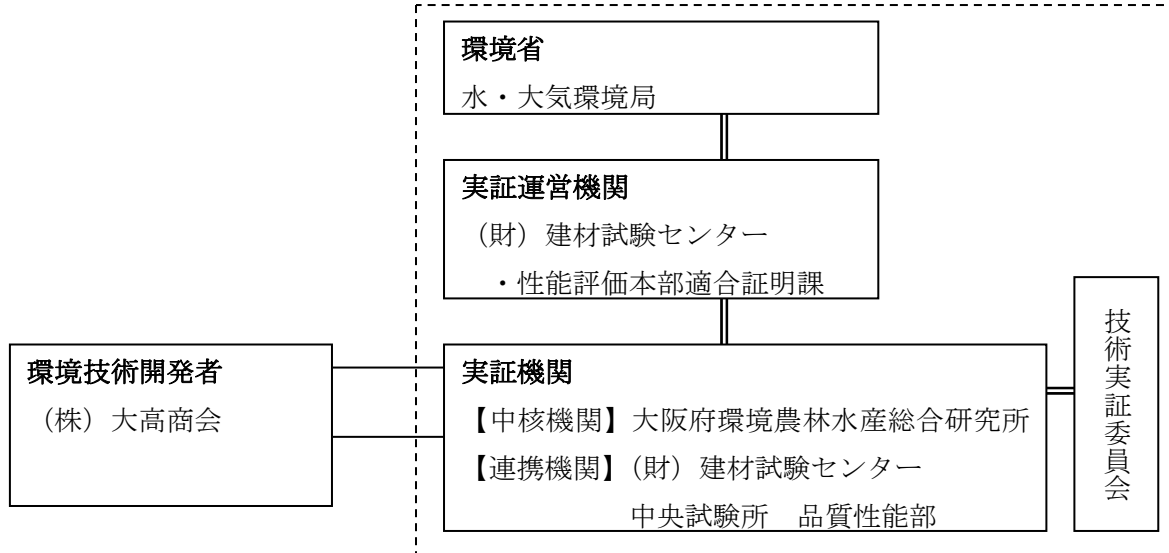 環境省
水・大気環境局
実証運営機関
（財）建材試験センター
・性能評価本部適合証明課
環境技術開発者
（株）大高商会
実証機関
【中核機関】大阪府環境農林水産総合研究所
【連携機関】（財）建材試験センター
中央試験所　品質性能部
技術実証委員会